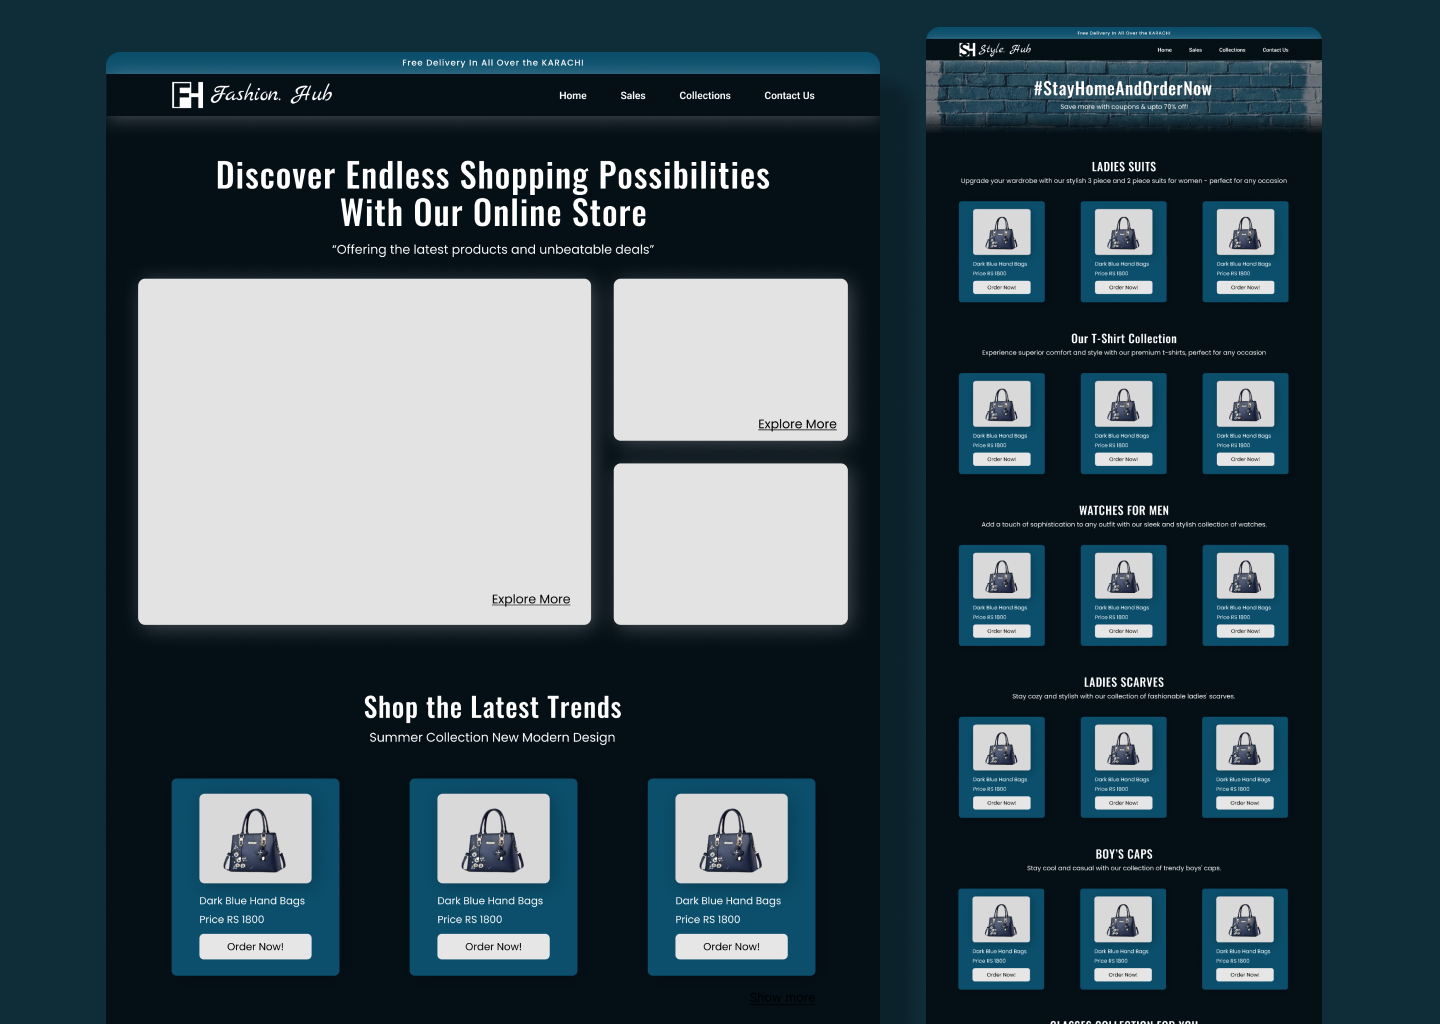 Free Delivery In All Over the KARACHI
FH Fashion. Hub
Home Sales Collections Contact Us
Discover Endless Shopping Possibilities
With Our Online Store
“Offering the latest products and unbeatable deals”
Explore More
Explore More
Shop the Latest Trends
Summer Collection New Modern Design
Dark Blue Hand Bags
Price RS 1800
Order Now!
Dark Blue Hand Bags
Price RS 1800
Order Now!
Dark Blue Hand Bags
Price RS 1800
Order Now!
Show more
Free Delivery In All Over the KARACHI
SH Style. Hub
Home Sales Collections Contact Us
#StayHomeAndOrderNow
Save more with coupons & upto 70% off!
LADIES SUITS
Upgrade your wardrobe with our stylish 3 piece and 2 piece suits for women - perfect for any occasion
Dark Blue Hand Bags
Price RS 1800
Order Now!
Dark Blue Hand Bags
Price RS 1800
Order Now!
Dark Blue Hand Bags
Price RS 1800
Order Now!
Our T-Shirt Collection
Experience superior comfort and style with our premium t-shirts, perfect for any occasion
Dark Blue Hand Bags
Price RS 1800
Order Now!
Dark Blue Hand Bags
Price RS 1800
Order Now!
Dark Blue Hand Bags
Price RS 1800
Order Now!
WATCHES FOR MEN
Add a touch of sophistication to any outfit with our sleek and stylish collection of watches.
Dark Blue Hand Bags
Price RS 1800
Order Now!
Dark Blue Hand Bags
Price RS 1800
Order Now!
Dark Blue Hand Bags
Price RS 1800
Order Now!
LADIES SCARVES
Stay cozy and stylish with our collection of fashionable ladies' scarves.
Dark Blue Hand Bags
Price RS 1800
Order Now!
Dark Blue Hand Bags
Price RS 1800
Order Now!
Dark Blue Hand Bags
Price RS 1800
Order Now!
BOY'S CAPS
Stay cool and casual with our collection of trendy boys' caps.
Dark Blue Hand Bags
Price RS 1800
Order Now!
Dark Blue Hand Bags
Price RS 1800
Order Now!
Dark Blue Hand Bags
Price RS 1800
Order Now!
GLASSES COLLECTION FOR YOU